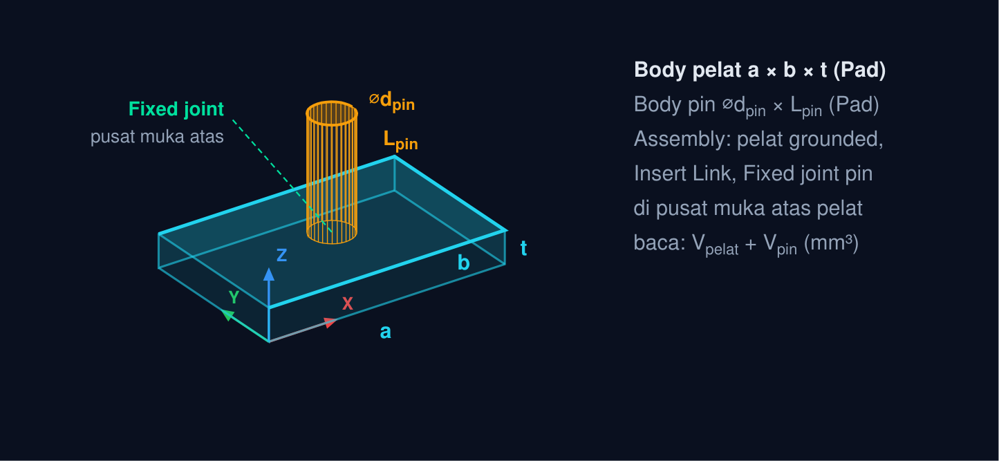 Fixed joint
pusat muka atas
⌀dpin
Lpin
Z
Y
X
a
b
t
Body pelat a × b × t (Pad)
Body pin ⌀dpin × Lpin (Pad)
Assembly: pelat grounded,
Insert Link, Fixed joint pin
di pusat muka atas pelat
baca: Vpelat + Vpin (mm³)